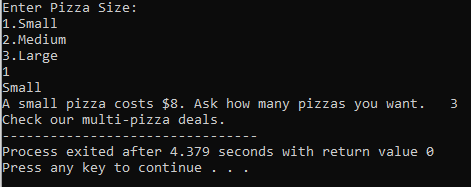 Enter Pizza Size:
1.Small
2.Medium
3.Large
1
Small
A small pizza costs $8. Ask how many pizzas you want.   3
Check our multi-pizza deals.
--------------------------------
Process exited after 4.379 seconds with return value 0
Press any key to continue . . .